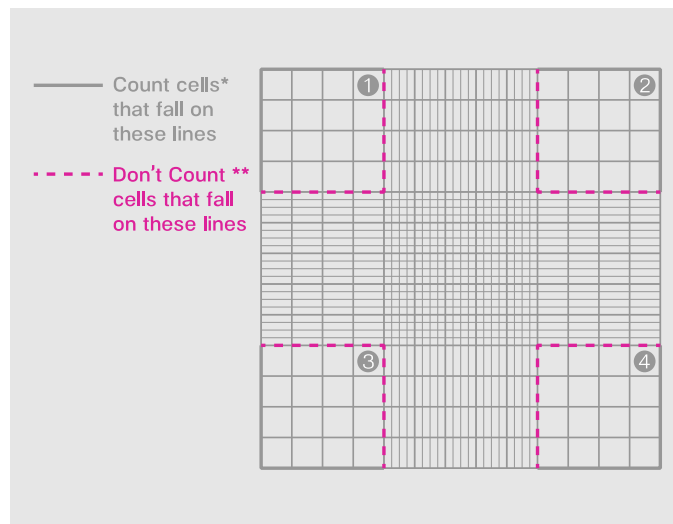 Count cells*
that fall on
these lines
Don't Count **
cells that fall
on these lines
1
2
3
4